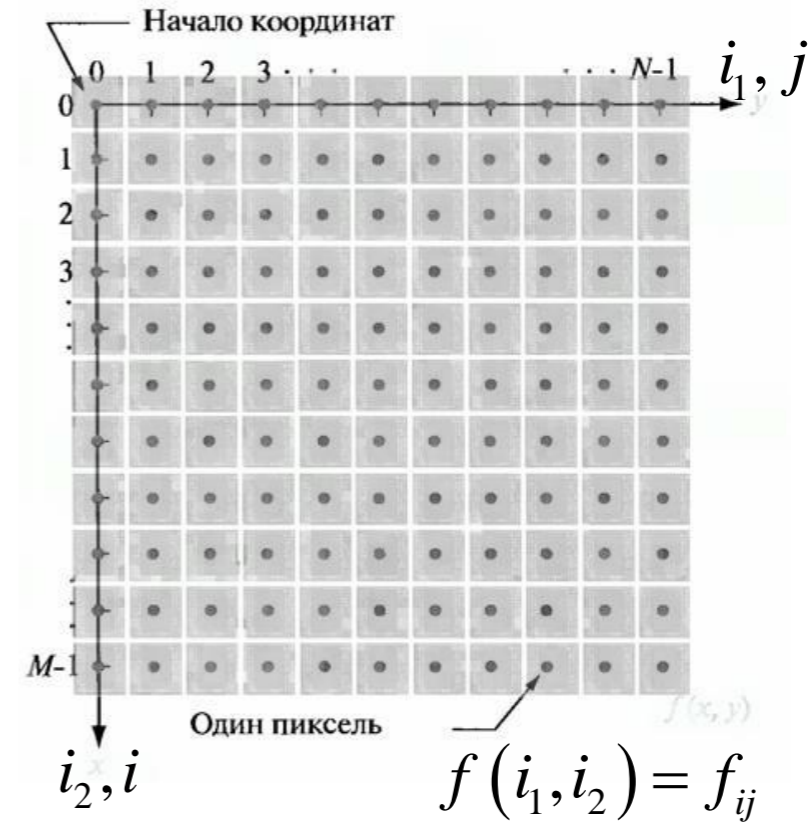 Начало координат
0 1 2 3 · · · · · · N-1 i₁, j
y
0
1
2
3
M-1
Один пиксель
f(x, y)
x
i₂, i
f(i₁, i₂) = fᵢⱼ